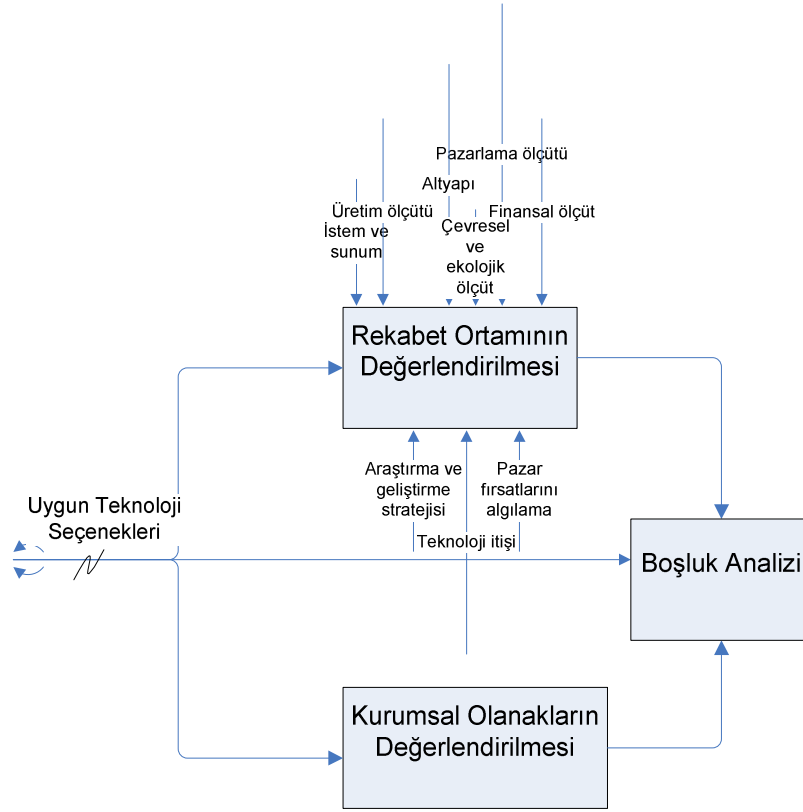 Pazarlama ölçütü
Altyapı
Üretim ölçütü
Finansal ölçüt
İstem ve
sunum
Çevresel
ve
ekolojik
ölçüt
Rekabet Ortamının
Değerlendirilmesi
Araştırma ve
geliştirme
stratejisi
Pazar
fırsatlarını
algılama
Teknoloji itişi
Uygun Teknoloji
Seçenekleri
Boşluk Analizi
Kurumsal Olanakların
Değerlendirilmesi